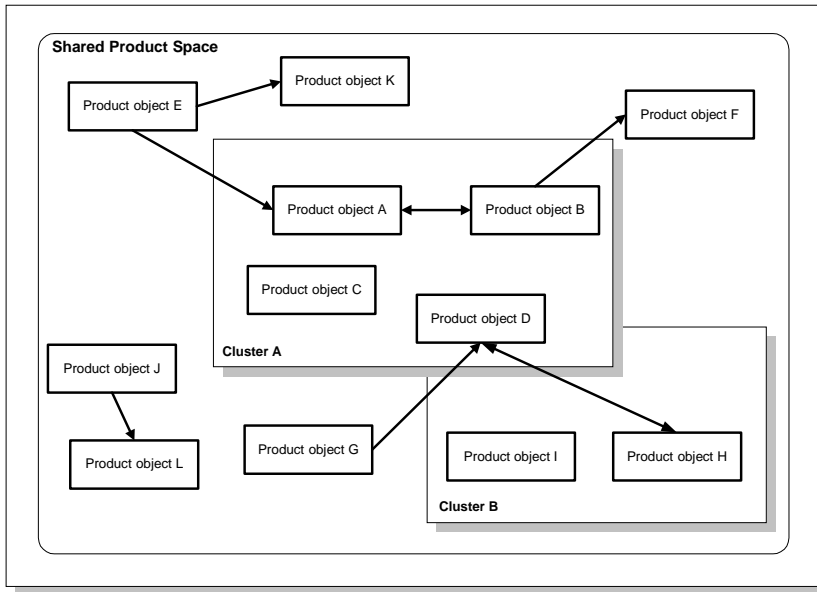 Shared Product Space
Product object K
Product object E
Product object F
Product object A
Product object B
Product object C
Product object D
Cluster A
Product object J
Product object G
Product object I
Product object H
Product object L
Cluster B